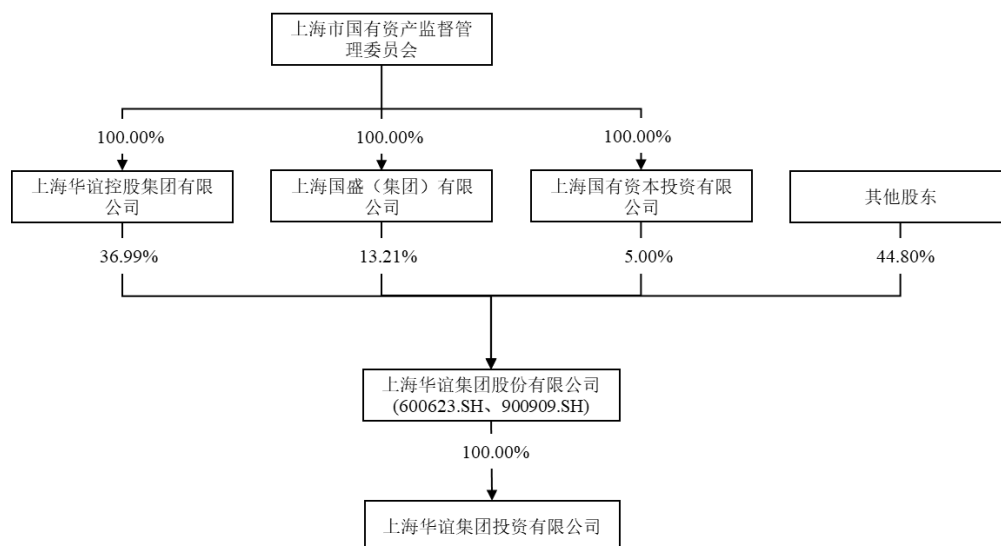 上海市国有资产监督管
理委员会
100.00%
100.00%
100.00%
上海华谊控股集团有限
公司
上海国盛（集团）有限
公司
上海国有资本投资有限
公司
其他股东
36.99%
13.21%
5.00%
44.80%
上海华谊集团股份有限公司
(600623.SH、900909.SH)
100.00%
上海华谊集团投资有限公司